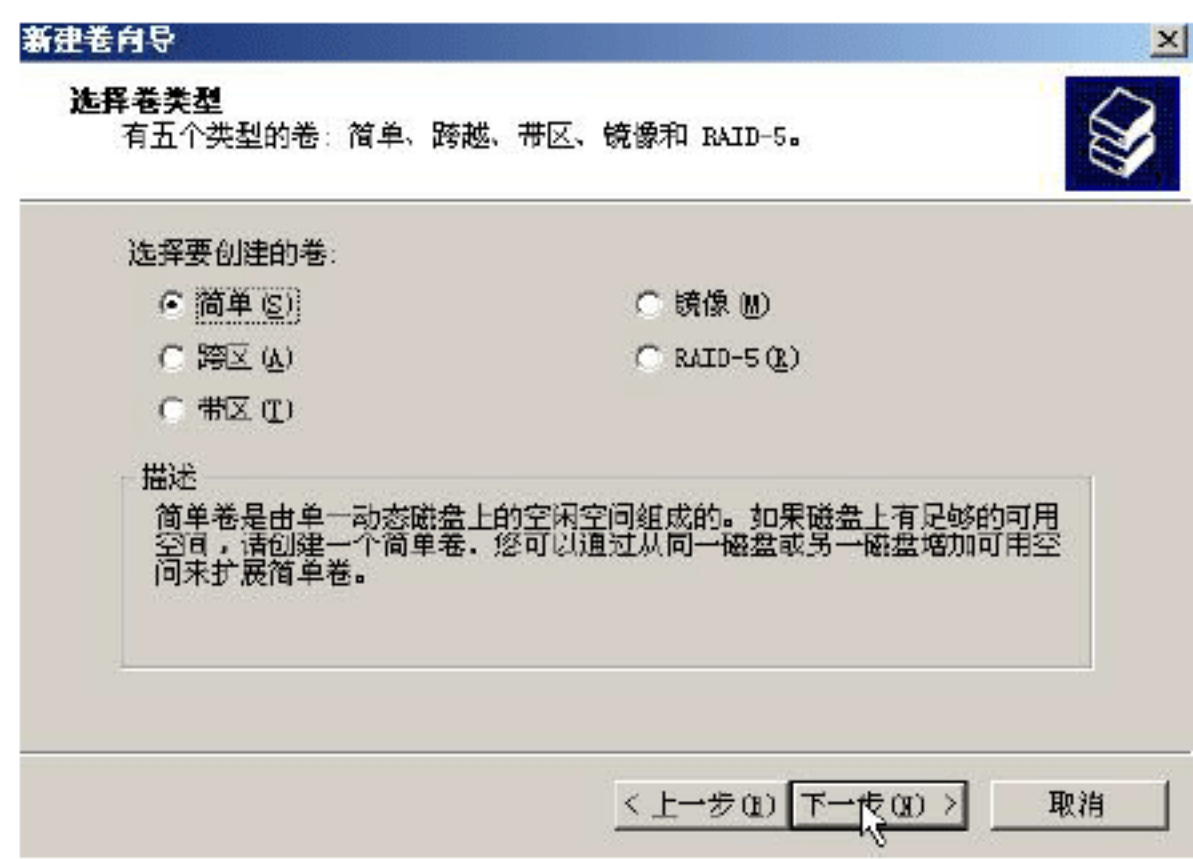 新建卷向导
选择卷类型
有五个类型的卷: 简单、跨越、带区、镜像和 RAID-5。
选择要创建的卷:
简单(S)
镜像(M)
跨区(A)
RAID-5(R)
带区(T)
描述
简单卷是由单一动态磁盘上的空闲空间组成的。如果磁盘上有足够的可用
空间，请创建一个简单卷. 您可以通过从同一磁盘或另一磁盘增加可用空
间来扩展简单卷。
< 上一步(B)
下一步(N) >
取消